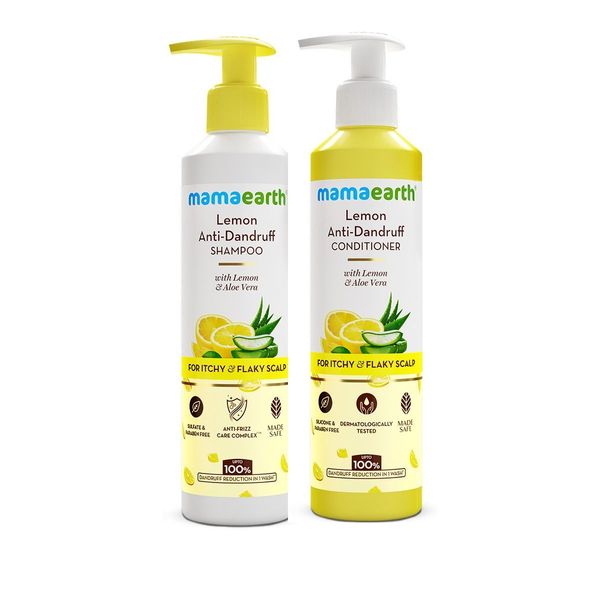 mamaearth®
Lemon
Anti-Dandruff
SHAMPOO
with Lemon
& Aloe Vera
FOR ITCHY & FLAKY SCALP
SULFATE &
PARABEN FREE
ANTI-FRIZZ
CARE COMPLEX™
MADE
SAFE
UPTO
100%
DANDRUFF REDUCTION IN 1 WASH*
mamaearth®
Lemon
Anti-Dandruff
CONDITIONER
with Lemon
& Aloe Vera
FOR ITCHY & FLAKY SCALP
SILICONE &
PARABEN FREE
DERMATOLOGICALLY
TESTED
MADE
SAFE
UPTO
100%
DANDRUFF REDUCTION IN 1 WASH*